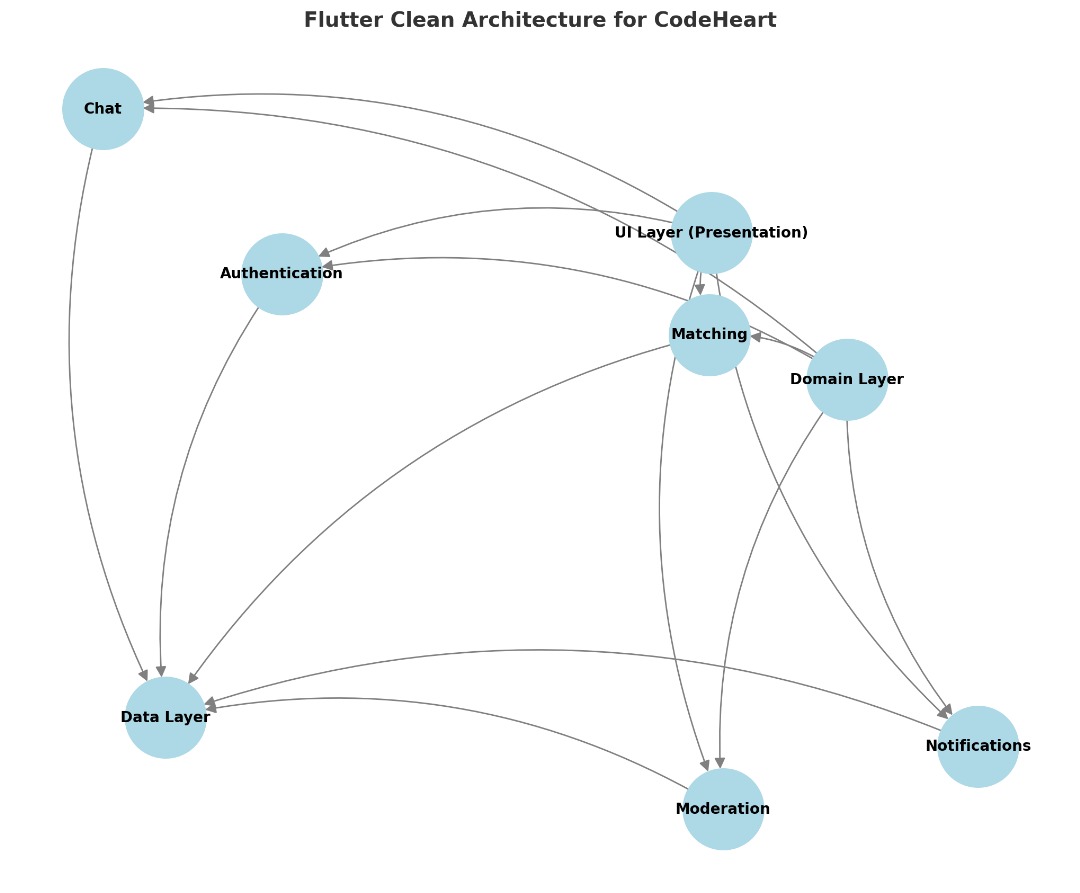 Flutter Clean Architecture for CodeHeart
Chat
UI Layer (Presentation)
Authentication
Matching
Domain Layer
Data Layer
Notifications
Moderation